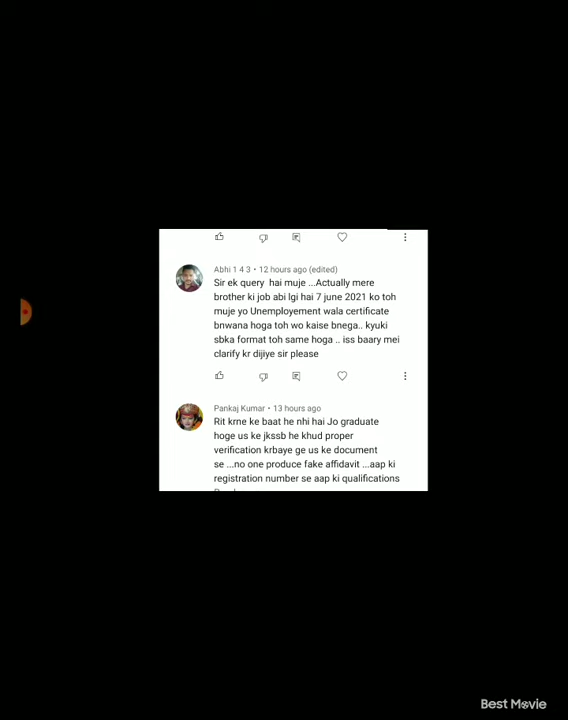 Abhi 1 4 3 • 12 hours ago (edited)
Sir ek query hai muje ...Actually mere
brother ki job abi lgi hai 7 june 2021 ko toh
muje yo Unemployement wala certificate
bnwana hoga toh wo kaise bnega.. kyuki
sbka format toh same hoga .. iss baary mei
clarify kr dijiye sir please
Pankaj Kumar • 13 hours ago
Rit krne ke baat he nhi hai Jo graduate
hoge us ke jkssb he khud proper
verification krbaye ge us ke document
se ...no one produce fake affidavit ...aap ki
registration number se aap ki qualifications
Best Movie